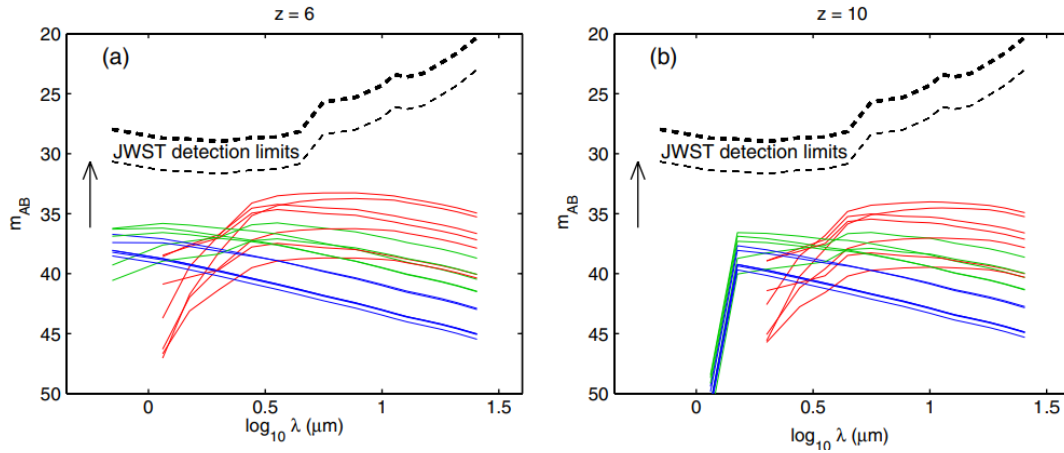 z = 6
z = 10
(a)
(b)
20
25
30
35
40
45
50
m_AB
JWST detection limits
0
0.5
1
1.5
log_10 λ (μm)
20
25
30
35
40
45
50
m_AB
JWST detection limits
0
0.5
1
1.5
log_10 λ (μm)